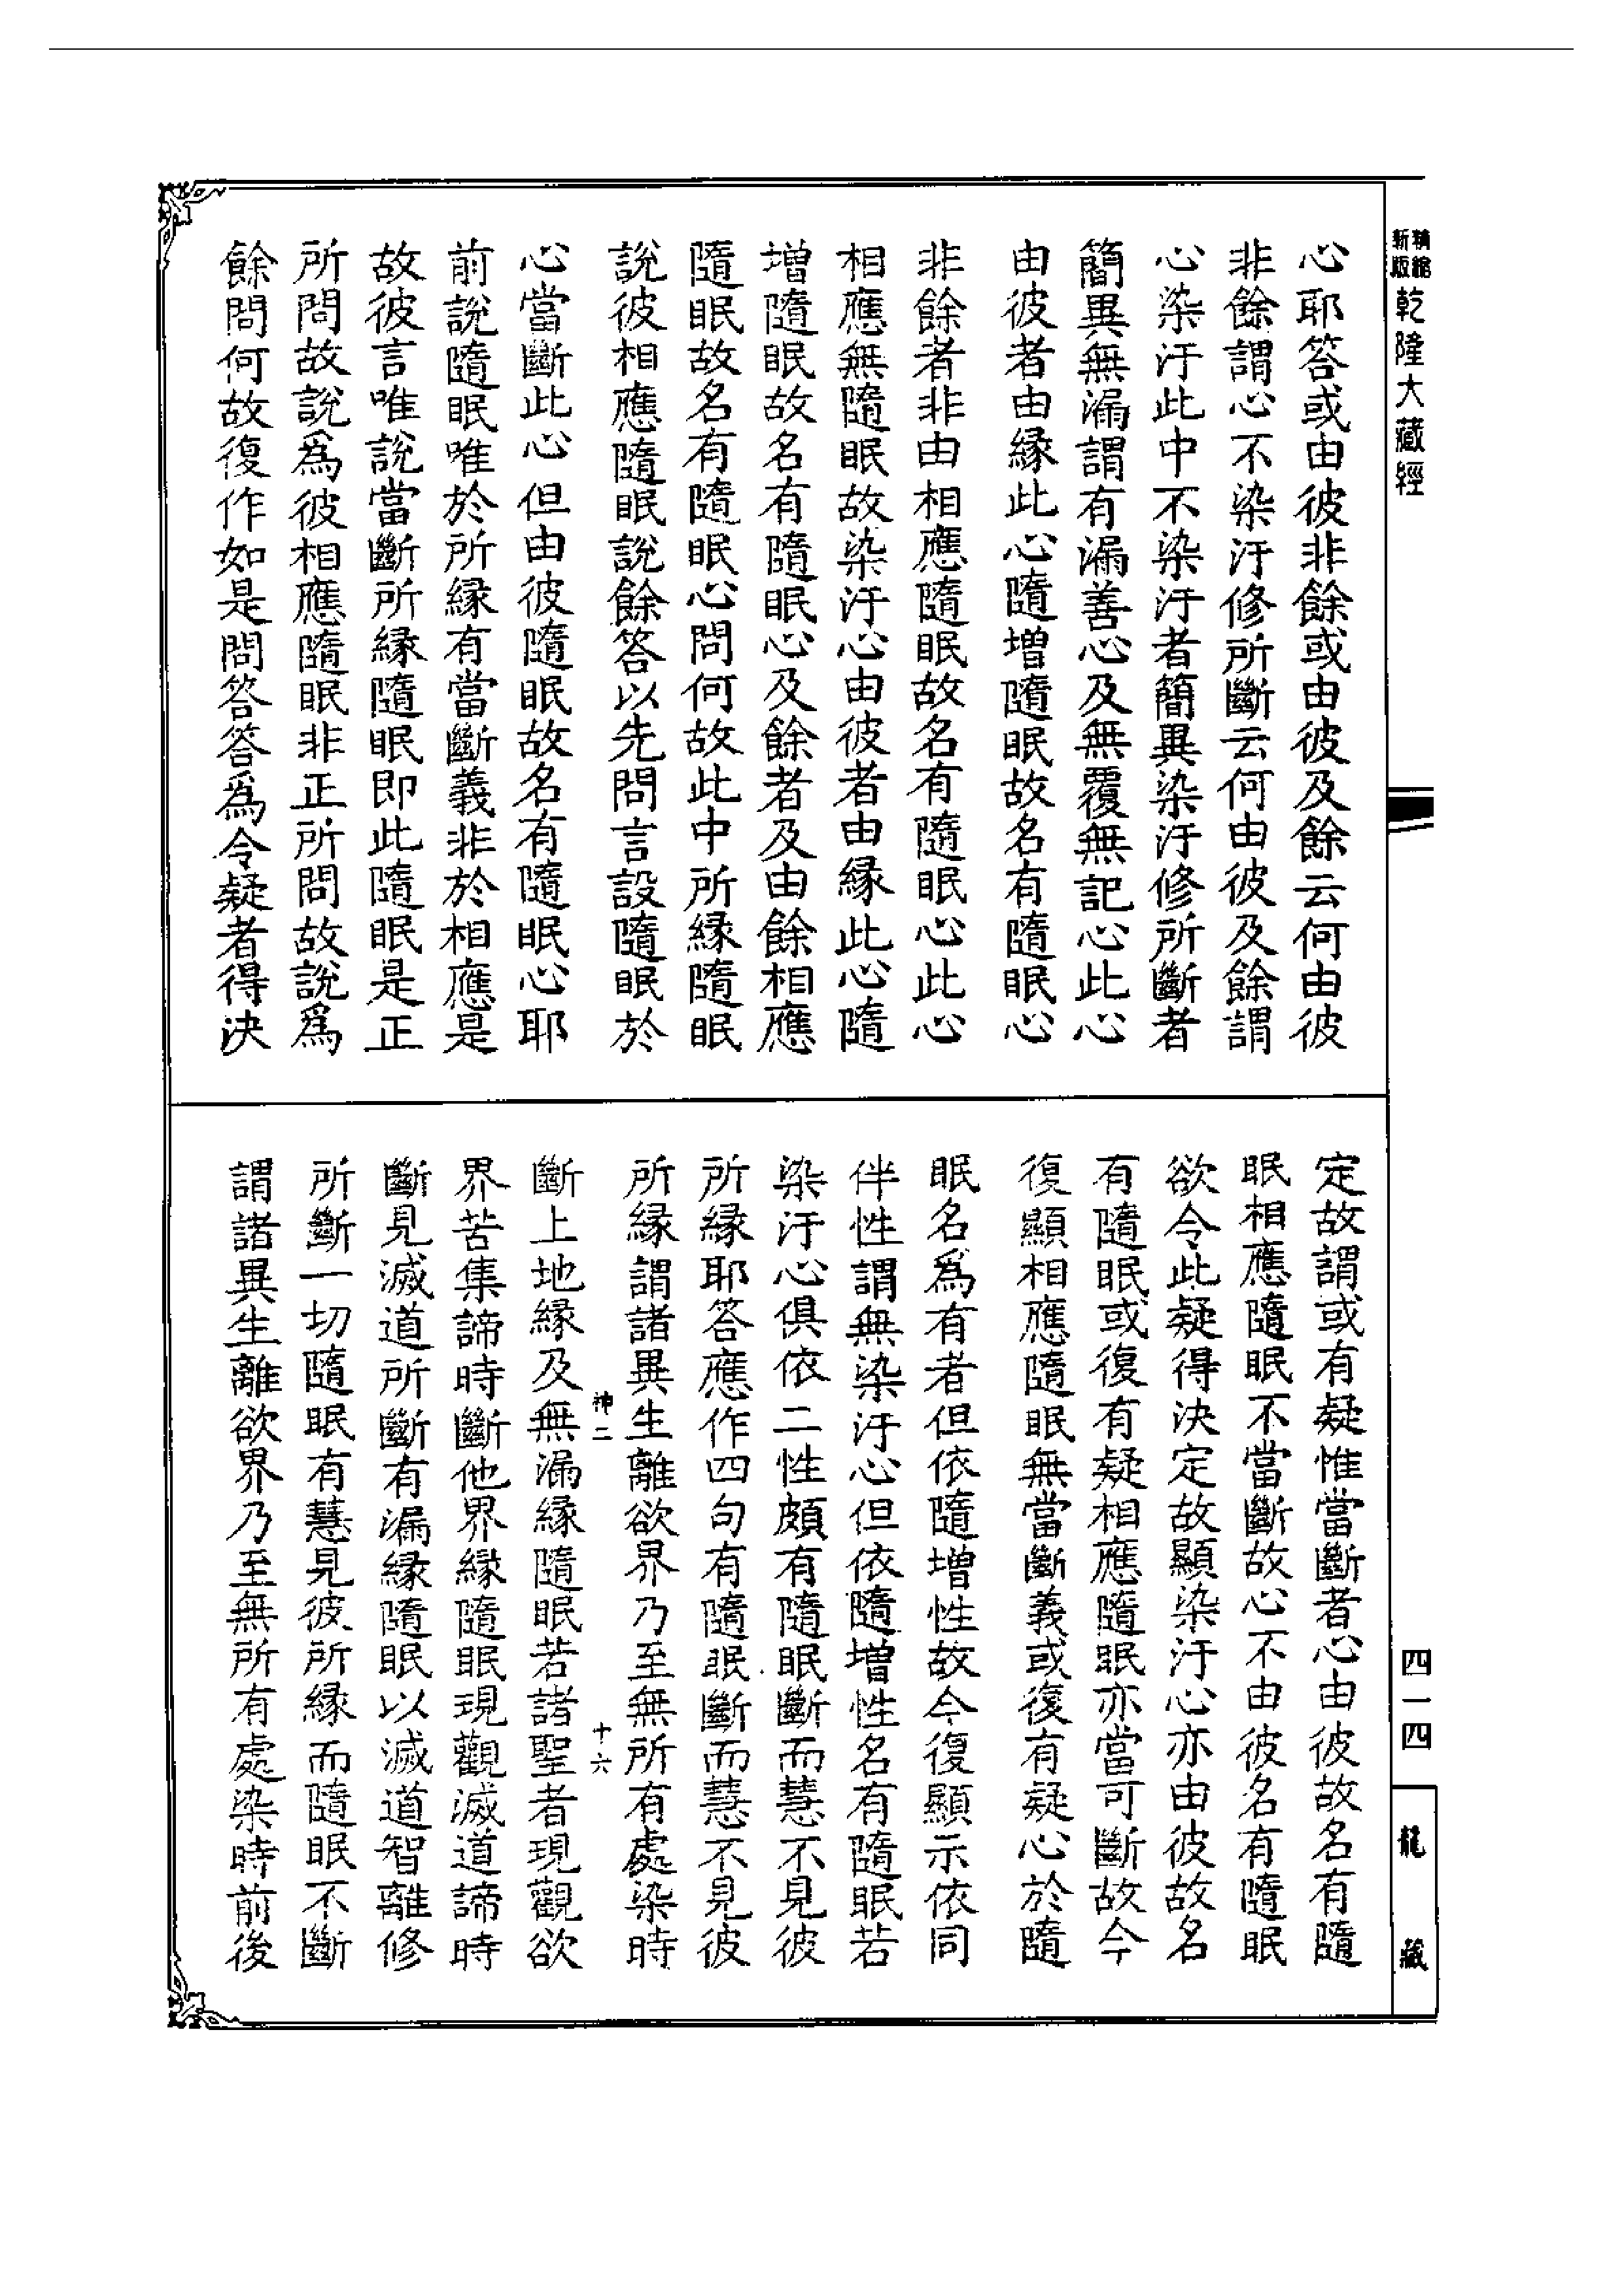 精縮新版乾隆大藏經
心耶答或由彼非餘或由彼及餘云何由彼
非餘謂心不染汙修所斷云何由彼及餘謂
心染汙此中不染汙者簡異染汙修所斷者
簡異無漏謂有漏善心及無覆無記心此心
由彼者由緣此心隨增隨眠故名有隨眠心
非餘者非由相應隨眠故名有隨眠心此心
相應無隨眠故染汙心由彼者由緣此心隨
增隨眠故名有隨眠心及餘者及由餘相應
隨眠故名有隨眠心問何故此中所緣隨眠
說彼相應隨眠說餘答以先問言設隨眠於
心當斷此心但由彼隨眠故名有隨眠心耶
前說隨眠唯於所緣有當斷義非於相應是
故彼言唯說當斷所緣隨眠即此隨眠是正
所問故說為彼相應隨眠非正所問故說為
餘問何故復作如是問答答為令疑者得決
定故謂或有疑惟當斷者心由彼故名有隨
眠相應隨眠不當斷故心不由彼名有隨眠
欲令此疑得決定故顯染汙心亦由彼故名
有隨眠或復有疑相應隨眠亦當可斷故今
復顯相應隨眠無當斷義或復有疑心於隨
眠名為有者但依隨增性故今復顯示依同
伴性謂無染汙心但依隨增性名有隨眠若
染汙心俱依二性頗有隨眠斷而慧不見彼
所緣耶答應作四句有隨眠斷而慧不見彼
所緣謂諸異生離欲界乃至無所有處染時
神二 十六
斷上地緣及無漏緣隨眠若諸聖者現觀欲
界苦集諦時斷他界緣隨眠現觀滅道諦時
斷見滅道所斷有漏緣隨眠以滅道智離修
所斷一切隨眠有慧見彼所緣而隨眠不斷
謂諸異生離欲界乃至無所有處染時前後
四一四
龍藏